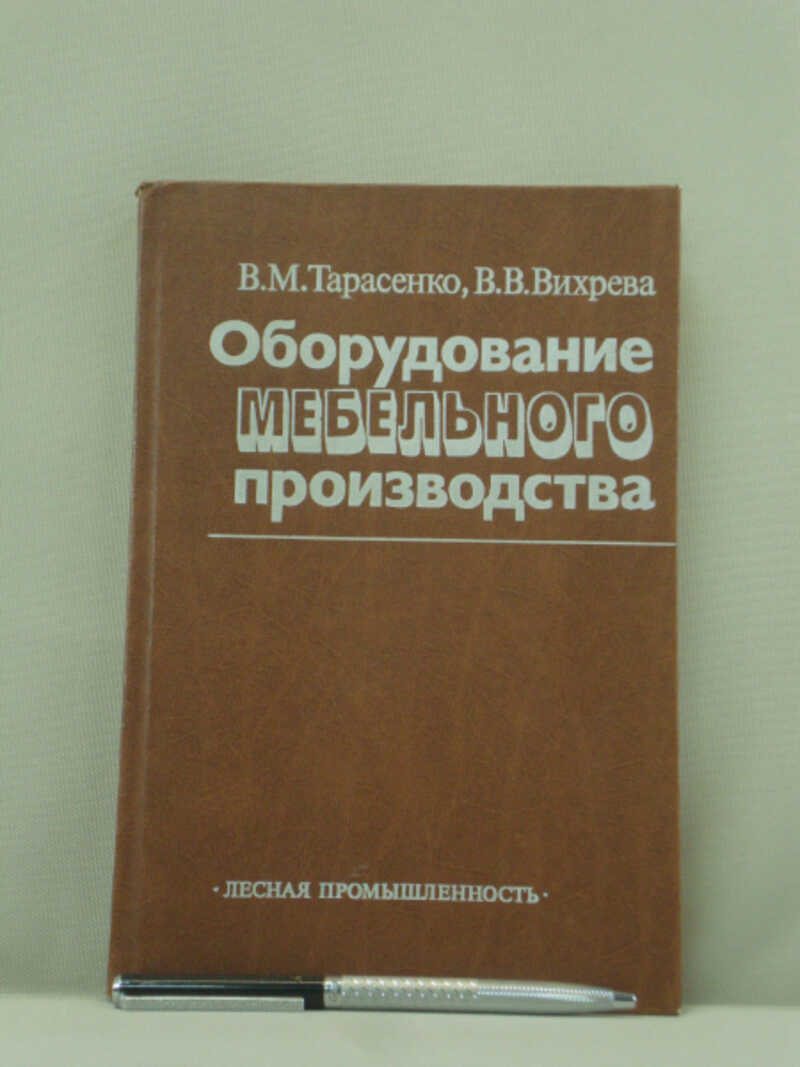 В.М.Тарасенко, В.В.Вихрева
Оборудование
МЕБЕЛЬНОГО
производства
· ЛЕСНАЯ ПРОМЫШЛЕННОСТЬ ·